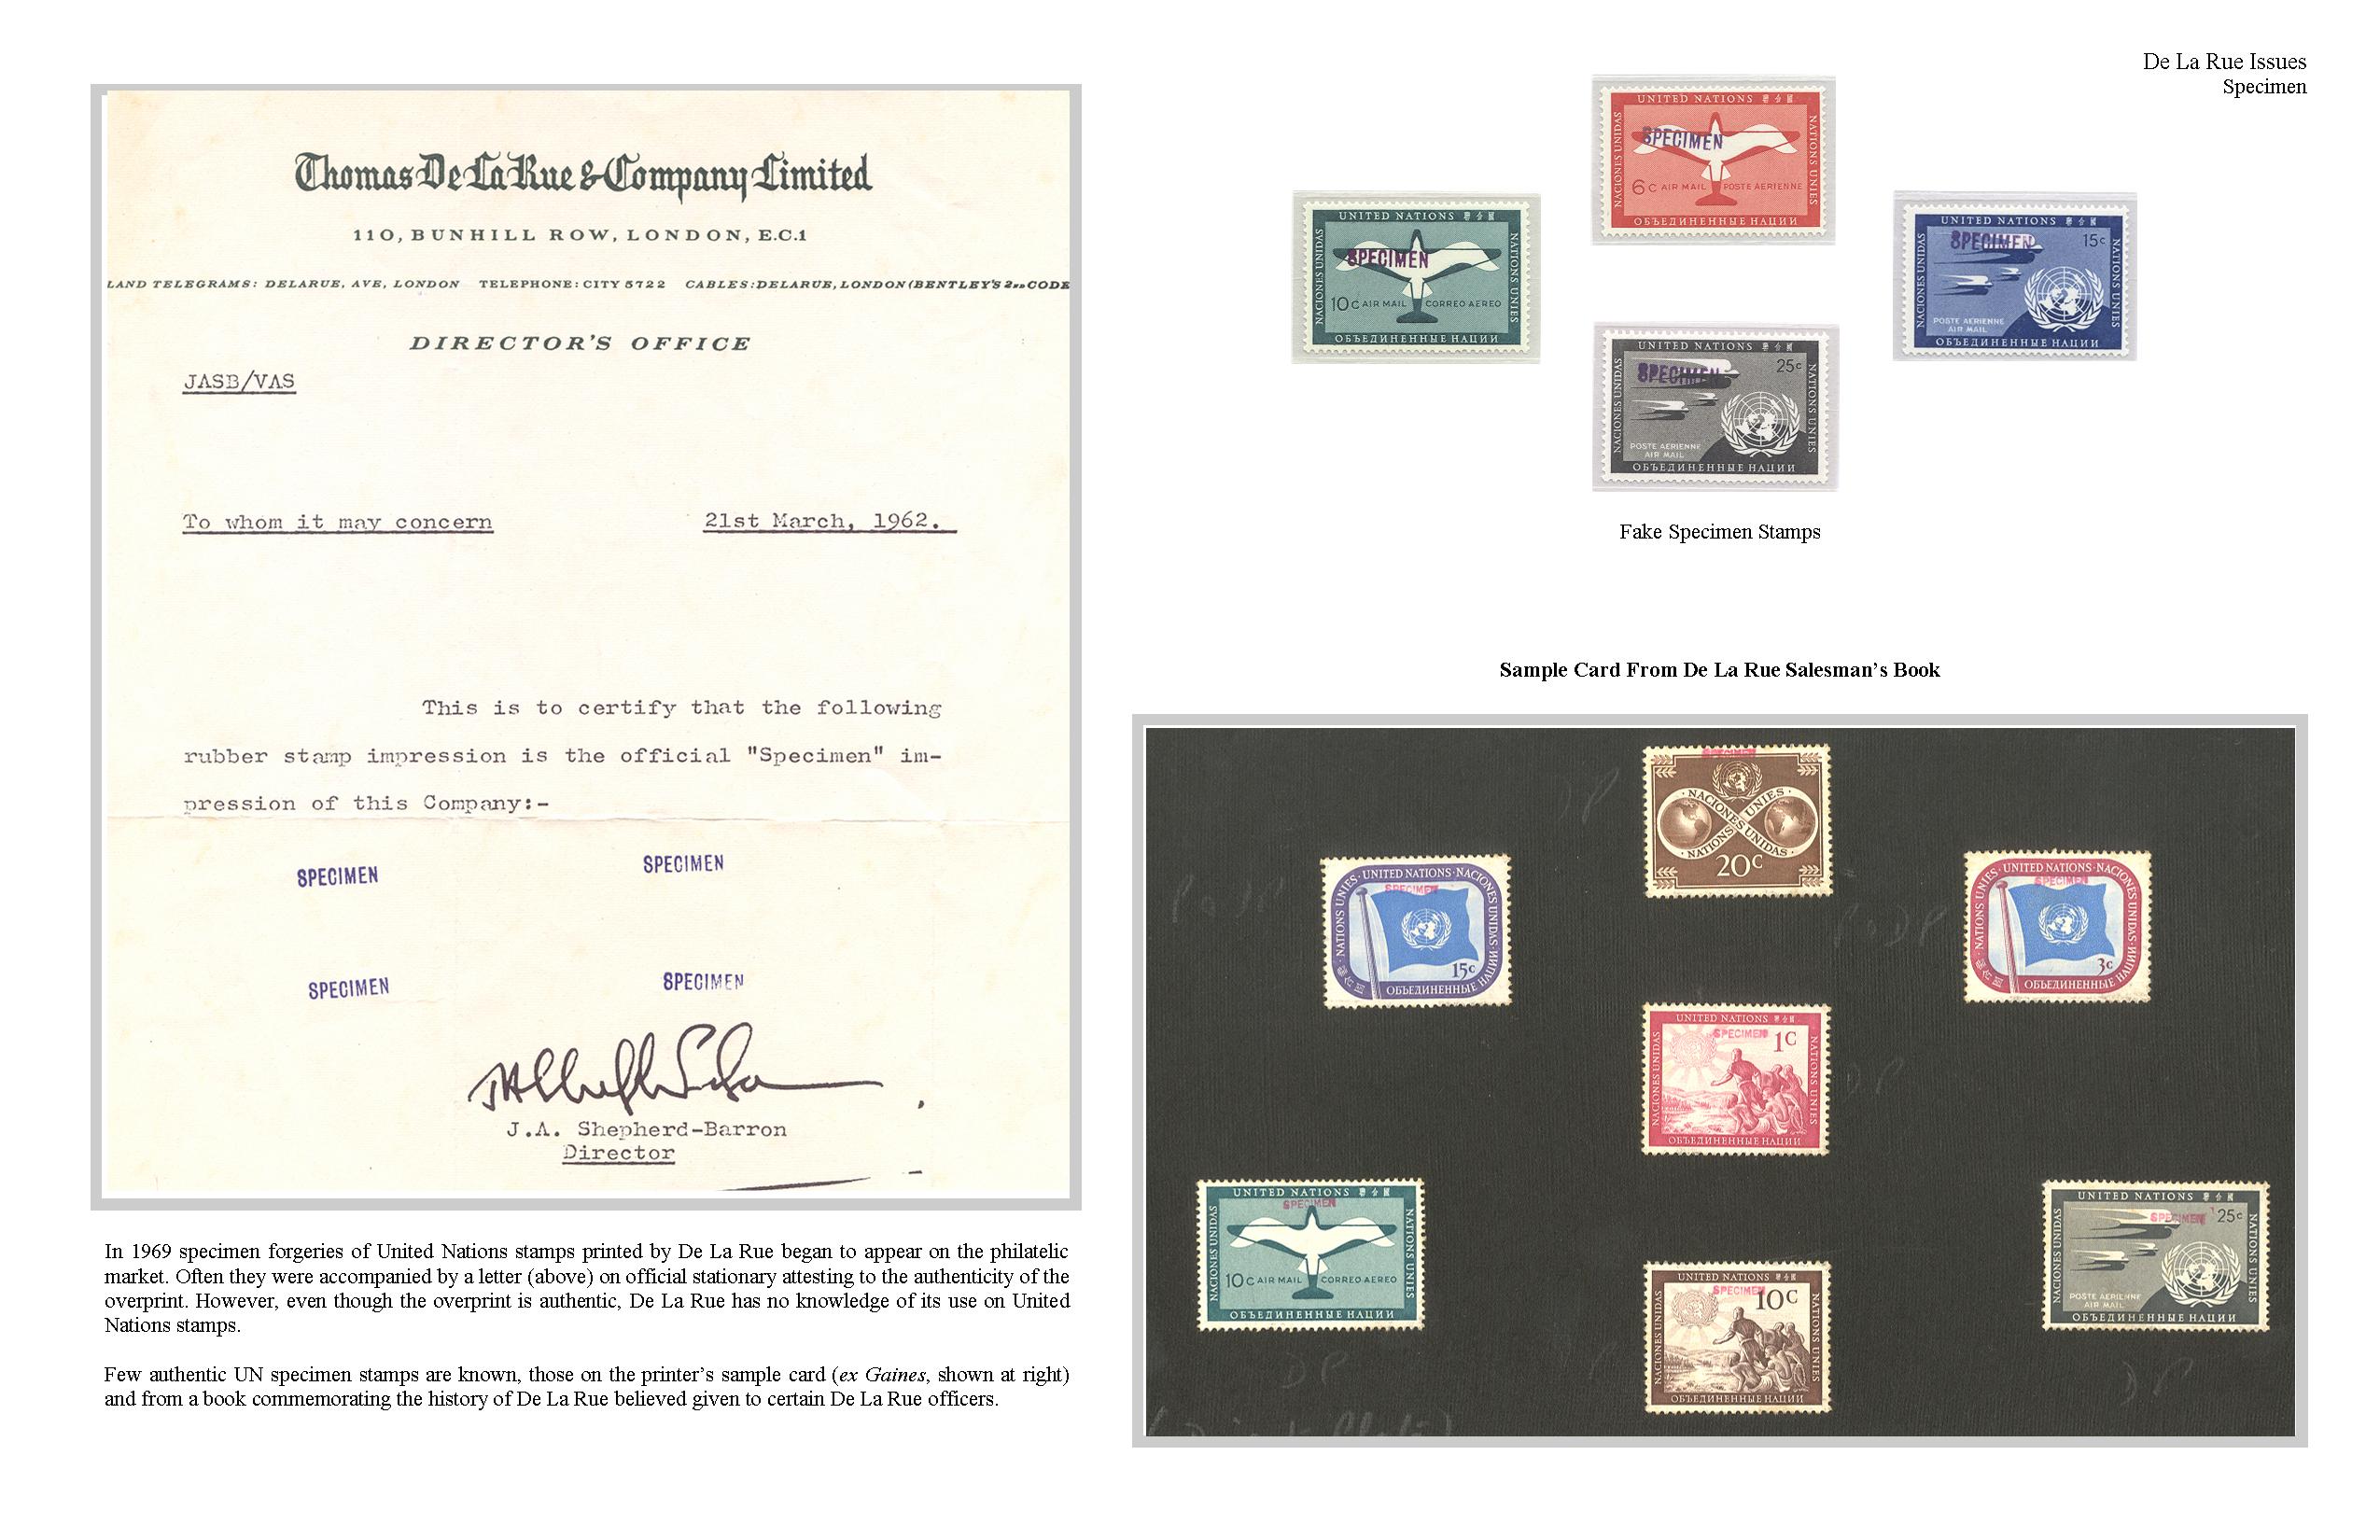 De La Rue Issues
Specimen
Thomas De La Rue & Company Limited
110, BUNHILL ROW, LONDON, E.C.1
LAND TELEGRAMS: DELARUE, AVE, LONDON TELEPHONE: CITY 5722 CABLES: DELARUE, LONDON (BENTLEY'S 2ND CODE
DIRECTOR'S OFFICE
JASB/VAS
To whom it may concern 21st March, 1962.
This is to certify that the following
rubber stamp impression is the official "Specimen" im-
pression of this Company:-
SPECIMEN SPECIMEN
SPECIMEN SPECIMEN
J.A. Shepherd-Barron
Director
In 1969 specimen forgeries of United Nations stamps printed by De La Rue began to appear on the philatelic
market. Often they were accompanied by a letter (above) on official stationary attesting to the authenticity of the
overprint. However, even though the overprint is authentic, De La Rue has no knowledge of its use on United
Nations stamps.
Few authentic UN specimen stamps are known, those on the printer's sample card (ex Gaines, shown at right)
and from a book commemorating the history of De La Rue believed given to certain De La Rue officers.
UNITED NATIONS
NACIONES UNIDAS
SPECIMEN
6c AIR MAIL POSTE AERIENNE
NATIONS UNIES
ОБЪЕДИНЕННЫЕ НАЦИИ
UNITED NATIONS
NACIONES UNIDAS
SPECIMEN
10c AIR MAIL CORREO AEREO
NATIONS UNIES
ОБЪЕДИНЕННЫЕ НАЦИИ
UNITED NATIONS
NACIONES UNIDAS
SPECIMEN 15c
POSTE AERIENNE
AIR MAIL
NATIONS UNIES
ОБЪЕДИНЕННЫЕ НАЦИИ
UNITED NATIONS
NACIONES UNIDAS
SPECIMEN 25c
POSTE AERIENNE
AIR MAIL
NATIONS UNIES
ОБЪЕДИНЕННЫЕ НАЦИИ
Fake Specimen Stamps
Sample Card From De La Rue Salesman's Book
SPECIMEN
NACIONES UNIES
NATIONS UNIDAS
20c
NATIONS UNIES · UNITED NATIONS · NACIONES UNIDAS
SPECIMEN
15c
ОБЪЕДИНЕННЫЕ НАЦИИ
NATIONS UNIES · UNITED NATIONS · NACIONES UNIDAS
SPECIMEN
3c
ОБЪЕДИНЕННЫЕ НАЦИИ
UNITED NATIONS
NACIONES UNIDAS
SPECIMEN 1c
NATIONS UNIES
ОБЪЕДИНЕННЫЕ НАЦИИ
UNITED NATIONS
NACIONES UNIDAS
SPECIMEN
10c AIR MAIL CORREO AEREO
NATIONS UNIES
ОБЪЕДИНЕННЫЕ НАЦИИ
UNITED NATIONS
NACIONES UNIDAS
SPECIMEN 25c
POSTE AERIENNE
AIR MAIL
NATIONS UNIES
ОБЪЕДИНЕННЫЕ НАЦИИ
UNITED NATIONS
NACIONES UNIDAS
SPECIMEN 10c
NATIONS UNIES
ОБЪЕДИНЕННЫЕ НАЦИИ
DP
DP